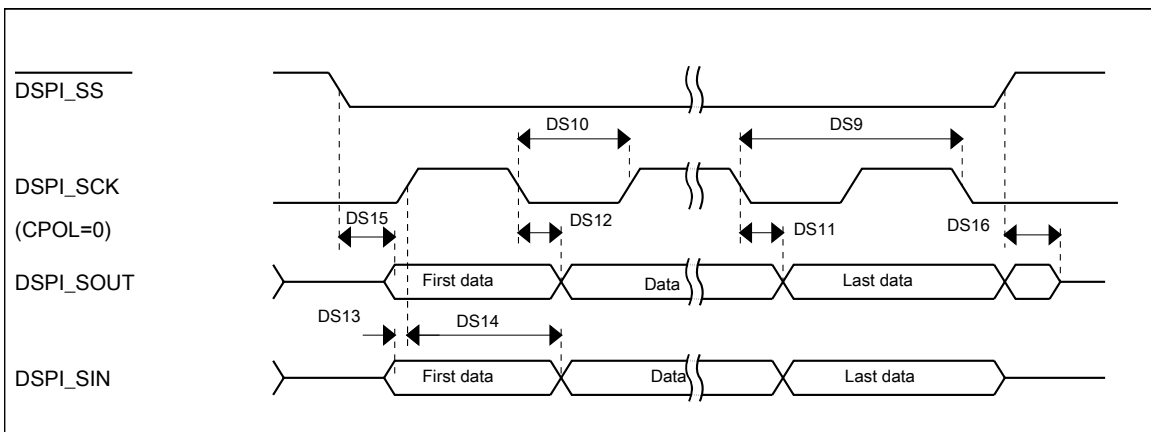 DSPI_SS
DS10
DS9
DSPI_SCK
(CPOL=0)
DS15
DS12
DS11
DS16
DSPI_SOUT
First data
Data
Last data
DS13
DS14
DSPI_SIN
First data
Data
Last data